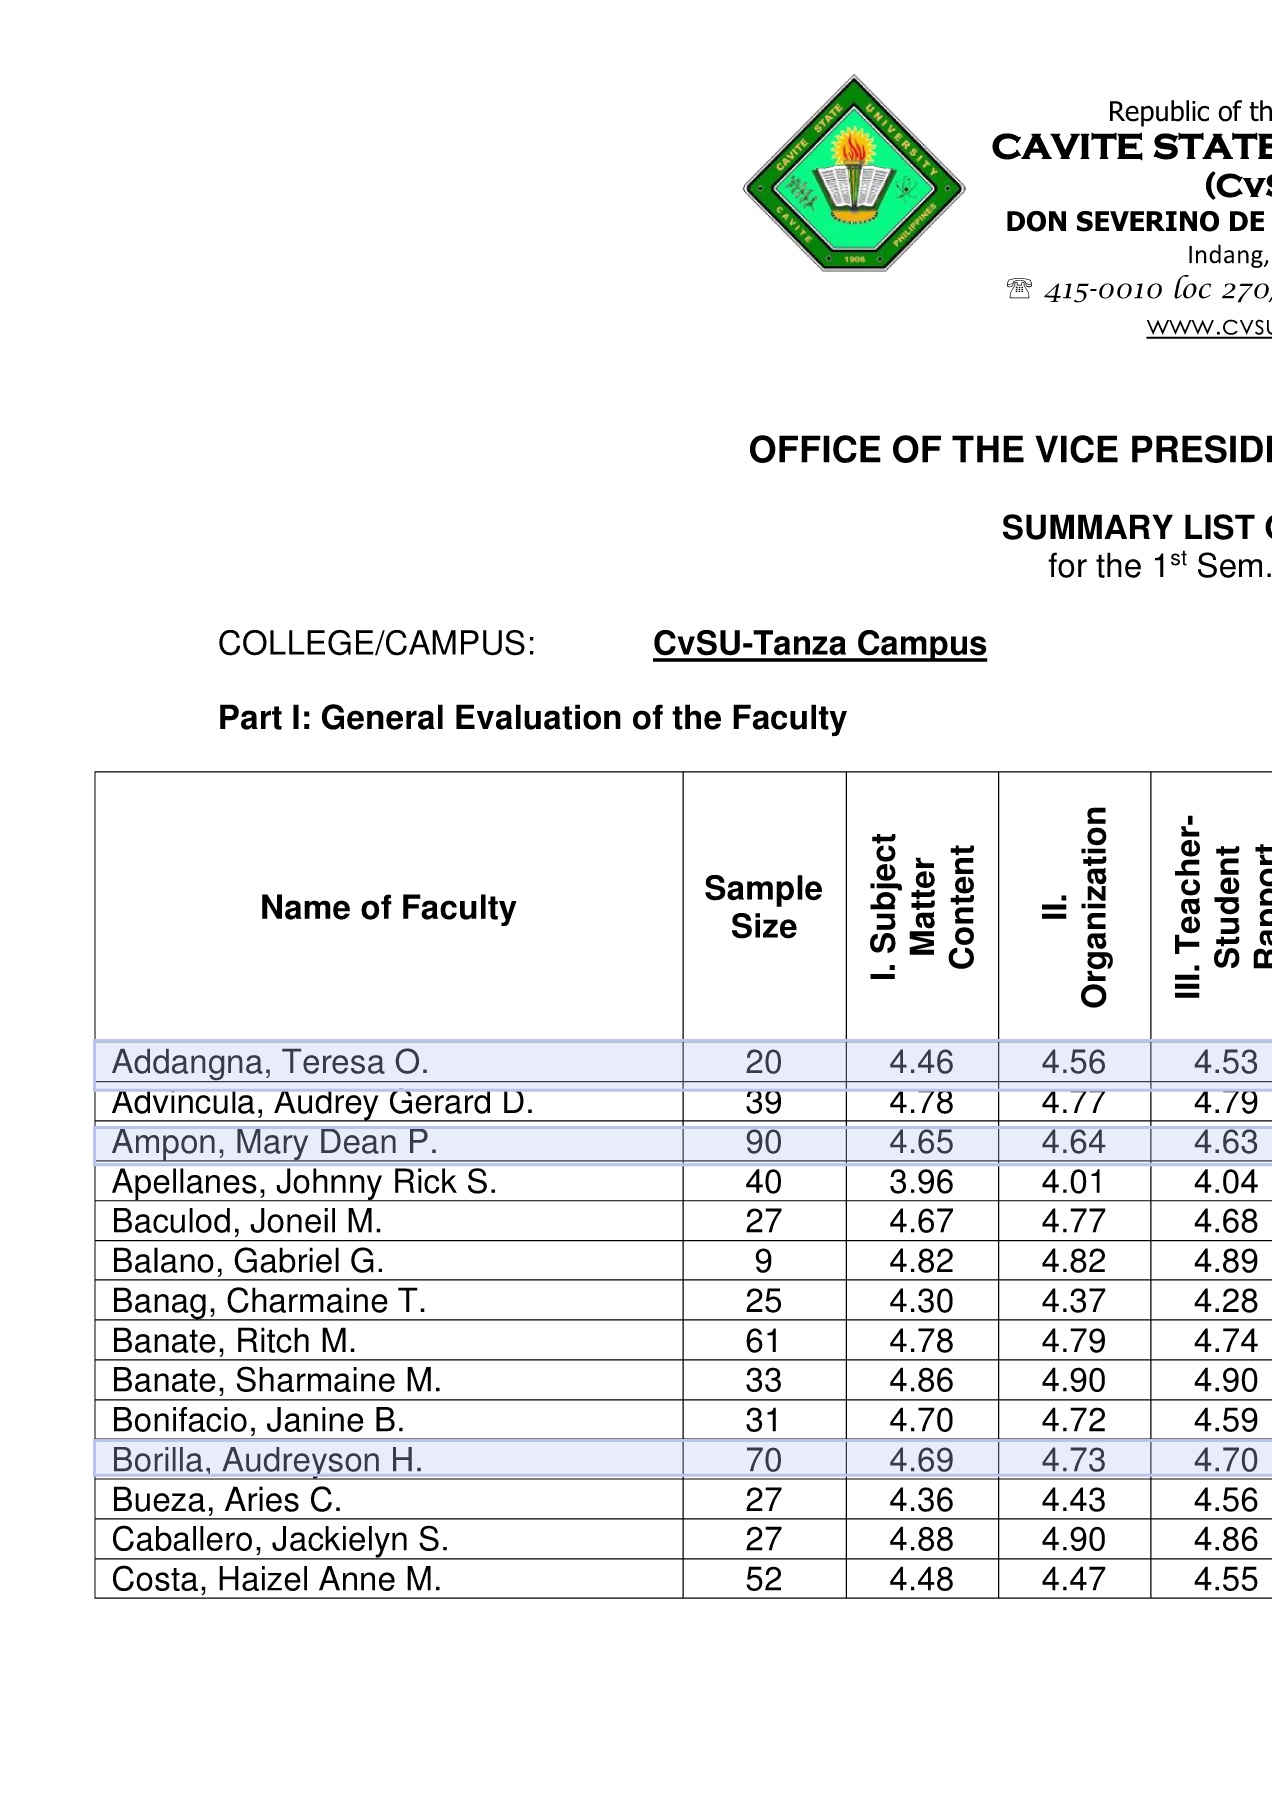 CAVITE STATE UNIVERSITY
CAVITE
PHILIPPINES
1906
Republic of th
CAVITE STATE
(CvS
DON SEVERINO DE
Indang,
☏ 415-0010 loc 270,
www.cvsu
OFFICE OF THE VICE PRESID
SUMMARY LIST
for the 1st Sem.
COLLEGE/CAMPUS: CvSU-Tanza Campus
Part I: General Evaluation of the Faculty
Name of Faculty Sample Size I. Subject Matter Content II. Organization III. Teacher-Student Rapport
Addangna, Teresa O. 20 4.46 4.56 4.53
Advincula, Audrey Gerard D. 39 4.78 4.77 4.79
Ampon, Mary Dean P. 90 4.65 4.64 4.63
Apellanes, Johnny Rick S. 40 3.96 4.01 4.04
Baculod, Joneil M. 27 4.67 4.77 4.68
Balano, Gabriel G. 9 4.82 4.82 4.89
Banag, Charmaine T. 25 4.30 4.37 4.28
Banate, Ritch M. 61 4.78 4.79 4.74
Banate, Sharmaine M. 33 4.86 4.90 4.90
Bonifacio, Janine B. 31 4.70 4.72 4.59
Borilla, Audreyson H. 70 4.69 4.73 4.70
Bueza, Aries C. 27 4.36 4.43 4.56
Caballero, Jackielyn S. 27 4.88 4.90 4.86
Costa, Haizel Anne M. 52 4.48 4.47 4.55